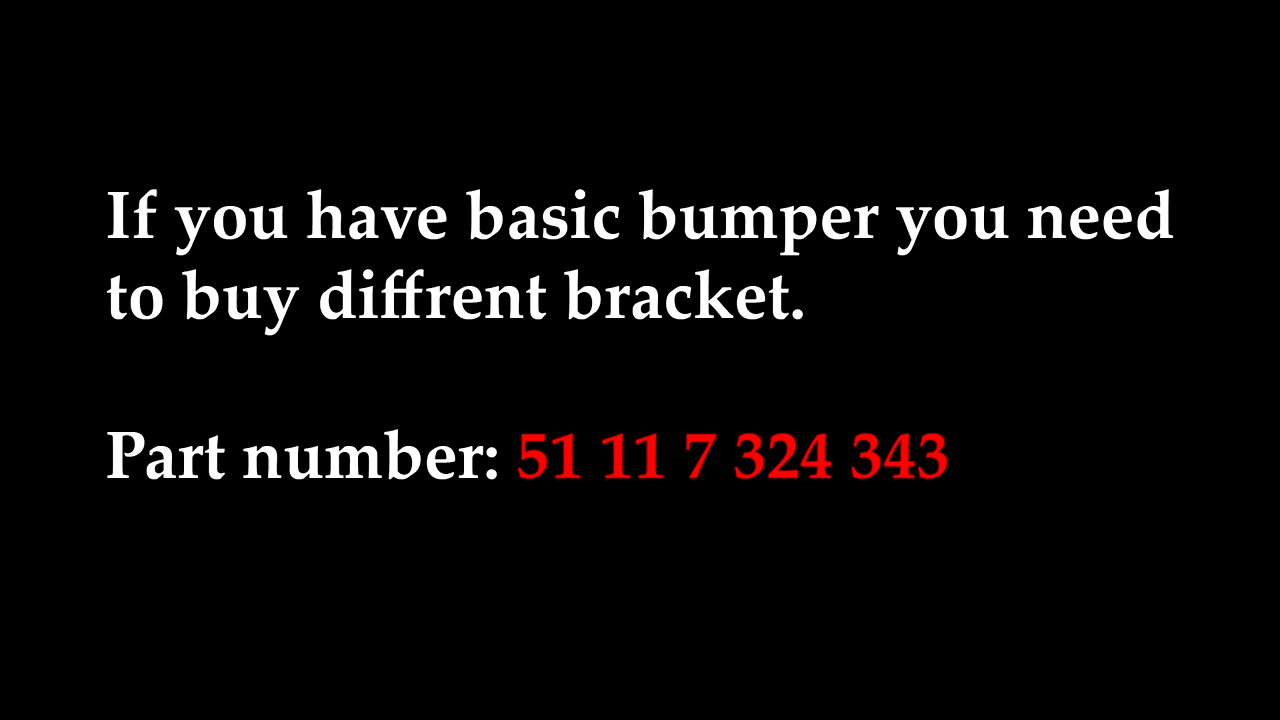 If you have basic bumper you need
to buy diffrent bracket.
Part number: 51 11 7 324 343